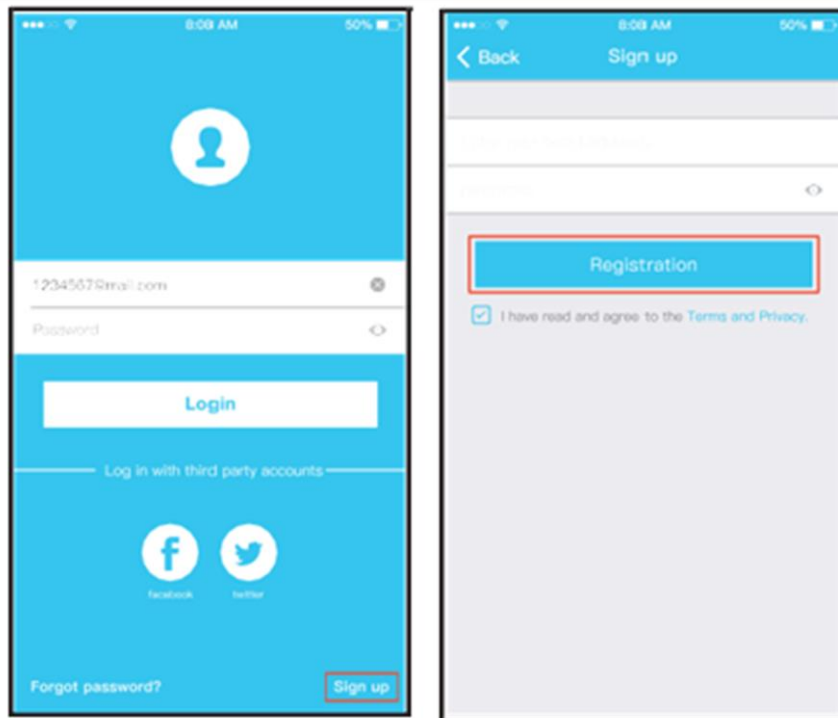 8:08 AM
50%
1234567@mail.com
Password
Login
Log in with third party accounts
facebook
twitter
Forgot password?
Sign up
8:08 AM
50%
Back
Sign up
Registration
I have read and agree to the Terms and Privacy.